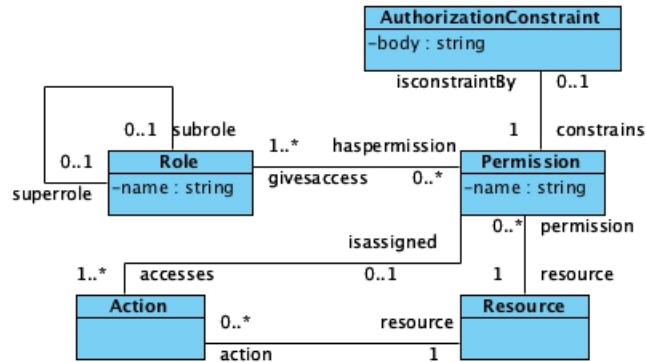 AuthorizationConstraint
-body : string
isconstraintBy 0..1
1 constrains
0..1 subrole
1..* haspermission
0..1 Role Permission
-name : string givesaccess 0..* -name : string
superrole
0..* permission
isassigned
1..* accesses 0..1 1 resource
Action Resource
0..* resource
action 1